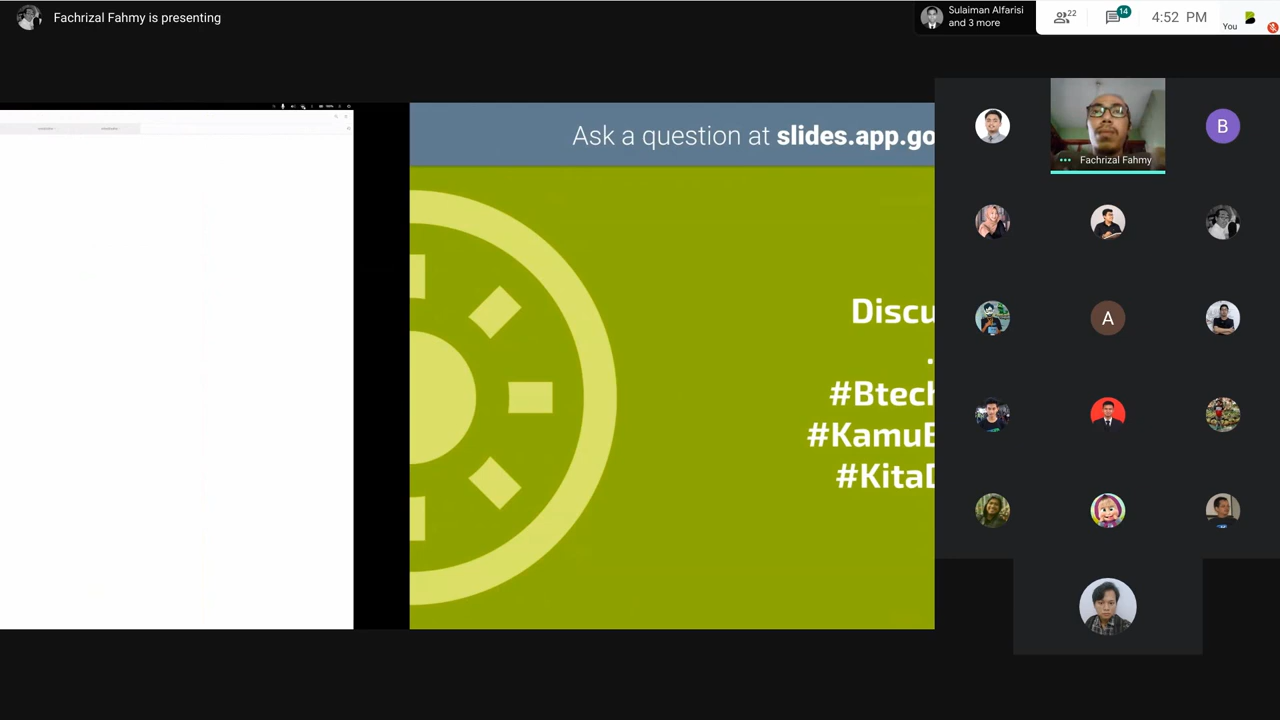 Fachrizal Fahmy is presenting
Sulaiman Alfarisi
and 3 more
22
14
4:52 PM
You
Ask a question at slides.app.go
Discu
.
#Btech
#KamuB
#KitaD
Fachrizal Fahmy
B
A